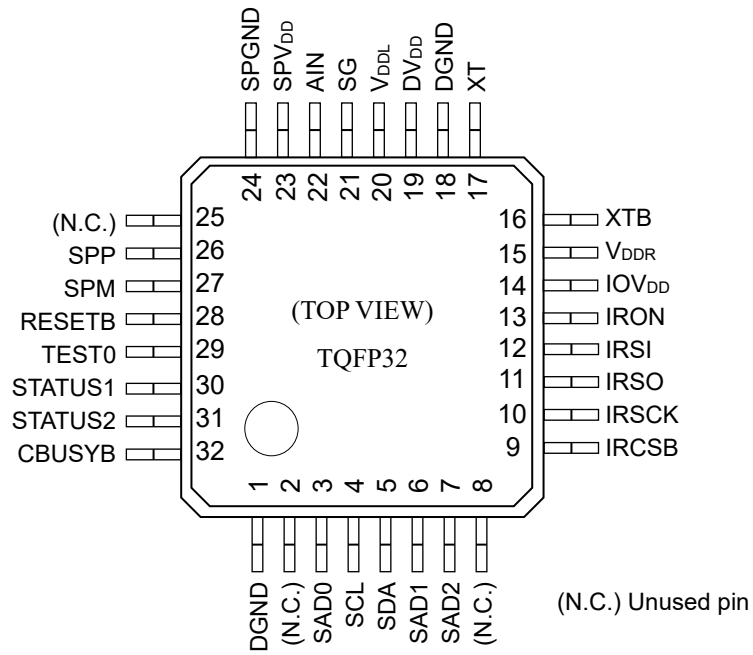 SPGND
SPVDD
AIN
SG
VDDL
DVDD
DGND
XT
24
23
22
21
20
19
18
17
(N.C.) 25
SPP 26
SPM 27
RESETB 28
TEST0 29
STATUS1 30
STATUS2 31
CBUSYB 32
(TOP VIEW)
TQFP32
16 XTB
15 VDDR
14 IOVDD
13 IRON
12 IRSI
11 IRSO
10 IRSCK
9 IRCSB
1
2
3
4
5
6
7
8
DGND
(N.C.)
SAD0
SCL
SDA
SAD1
SAD2
(N.C.)
(N.C.) Unused pin